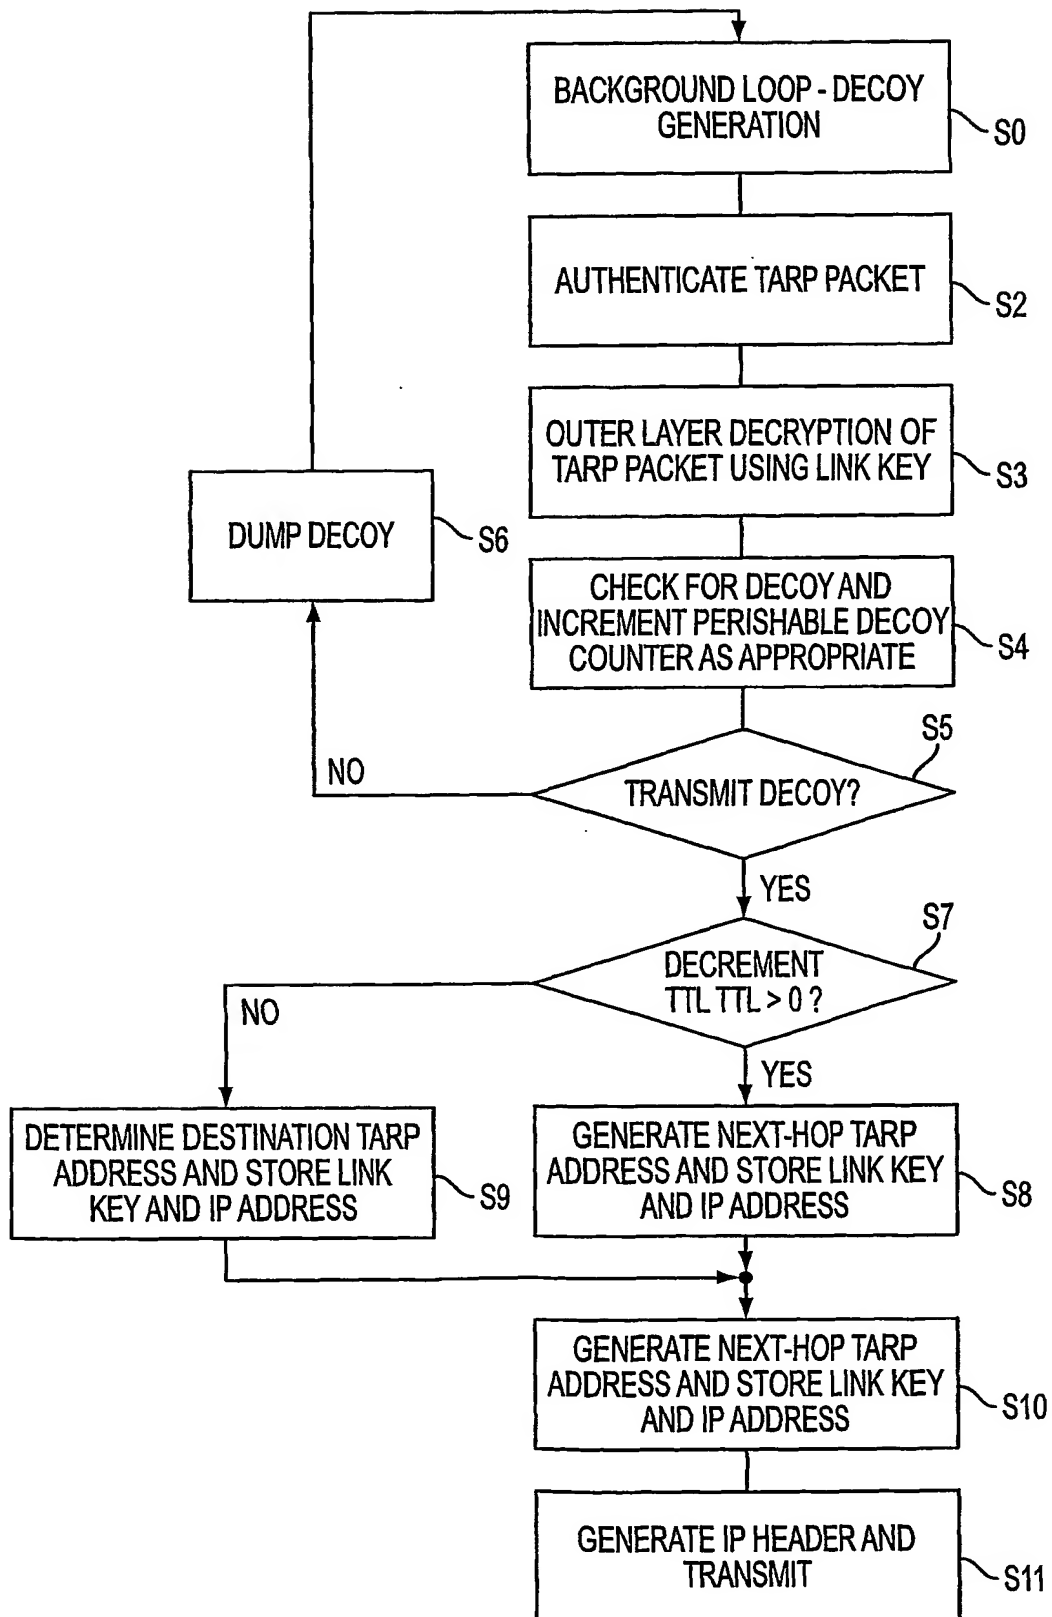 BACKGROUND LOOP - DECOY
GENERATION
S0
AUTHENTICATE TARP PACKET
S2
OUTER LAYER DECRYPTION OF
TARP PACKET USING LINK KEY
S3
DUMP DECOY
S6
CHECK FOR DECOY AND
INCREMENT PERISHABLE DECOY
COUNTER AS APPROPRIATE
S4
S5
TRANSMIT DECOY?
NO
YES
S7
DECREMENT
TTL TTL > 0 ?
NO
YES
DETERMINE DESTINATION TARP
ADDRESS AND STORE LINK
KEY AND IP ADDRESS
S9
GENERATE NEXT-HOP TARP
ADDRESS AND STORE LINK KEY
AND IP ADDRESS
S8
GENERATE NEXT-HOP TARP
ADDRESS AND STORE LINK KEY
AND IP ADDRESS
S10
GENERATE IP HEADER AND
TRANSMIT
S11